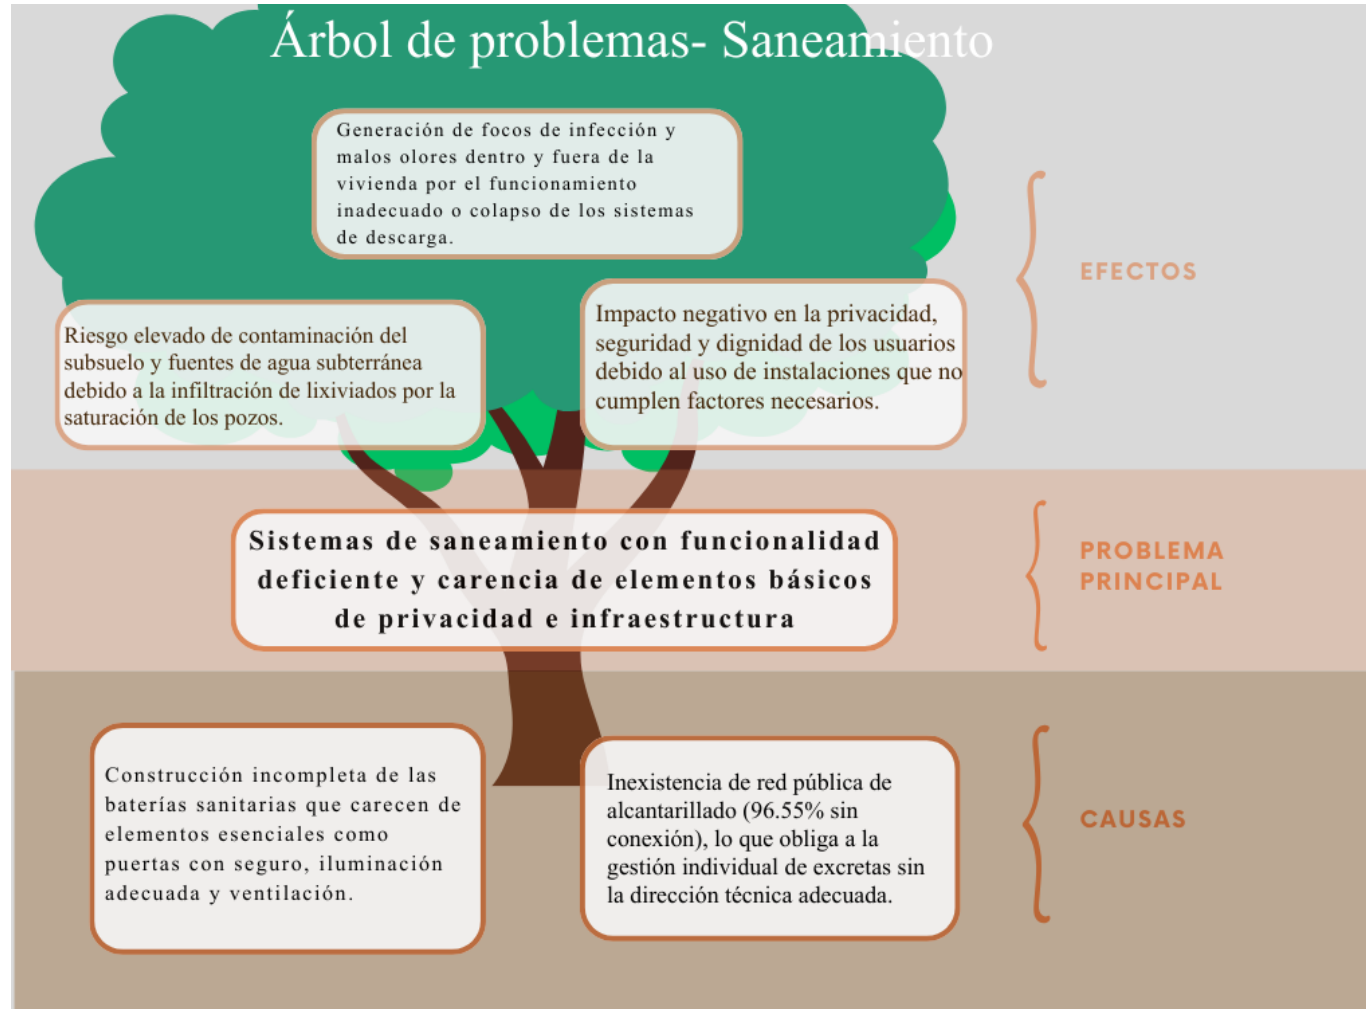 Árbol de problemas- Saneamiento
Generación de focos de infección y
malos olores dentro y fuera de la
vivienda por el funcionamiento
inadecuado o colapso de los sistemas
de descarga.
Riesgo elevado de contaminación del
subsuelo y fuentes de agua subterránea
debido a la infiltración de lixiviados por la
saturación de los pozos.
Impacto negativo en la privacidad,
seguridad y dignidad de los usuarios
debido al uso de instalaciones que no
cumplen factores necesarios.
EFECTOS
Sistemas de saneamiento con funcionalidad
deficiente y carencia de elementos básicos
de privacidad e infraestructura
PROBLEMA
PRINCIPAL
Construcción incompleta de las
baterías sanitarias que carecen de
elementos esenciales como
puertas con seguro, iluminación
adecuada y ventilación.
Inexistencia de red pública de
alcantarillado (96.55% sin
conexión), lo que obliga a la
gestión individual de excretas sin
la dirección técnica adecuada.
CAUSAS